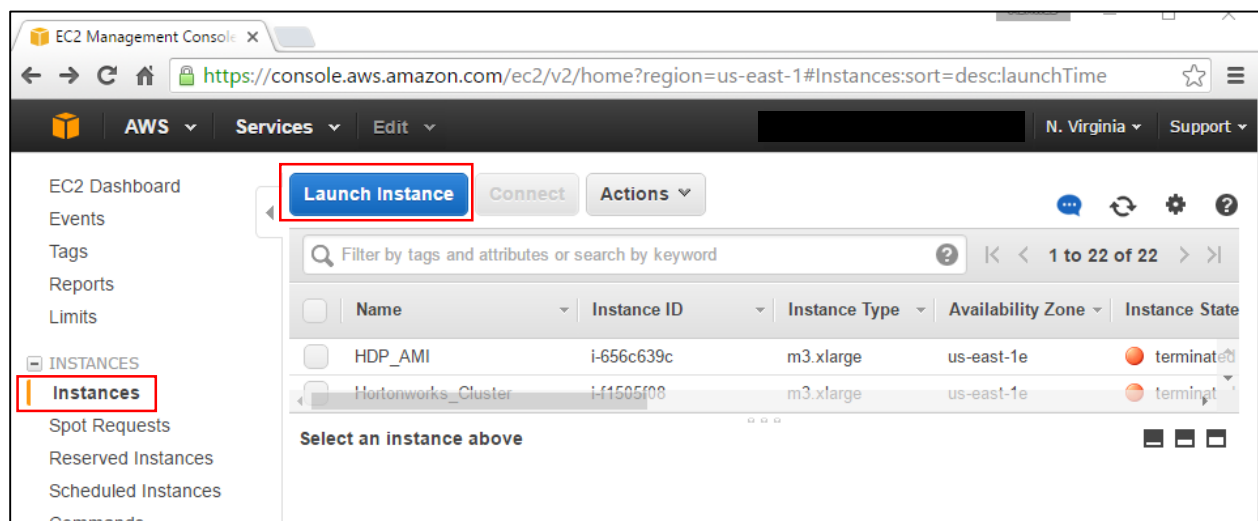 EC2 Management Console
https://console.aws.amazon.com/ec2/v2/home?region=us-east-1#Instances:sort=desc:launchTime
AWS Services Edit N. Virginia Support
EC2 Dashboard
Events
Tags
Reports
Limits
INSTANCES
Instances
Spot Requests
Reserved Instances
Scheduled Instances
Commands
Launch Instance Connect Actions
Filter by tags and attributes or search by keyword 1 to 22 of 22
Name Instance ID Instance Type Availability Zone Instance State
HDP_AMI i-656c639c m3.xlarge us-east-1e terminated
Hortonworks_Cluster i-f1505f08 m3.xlarge us-east-1e terminat
Select an instance above